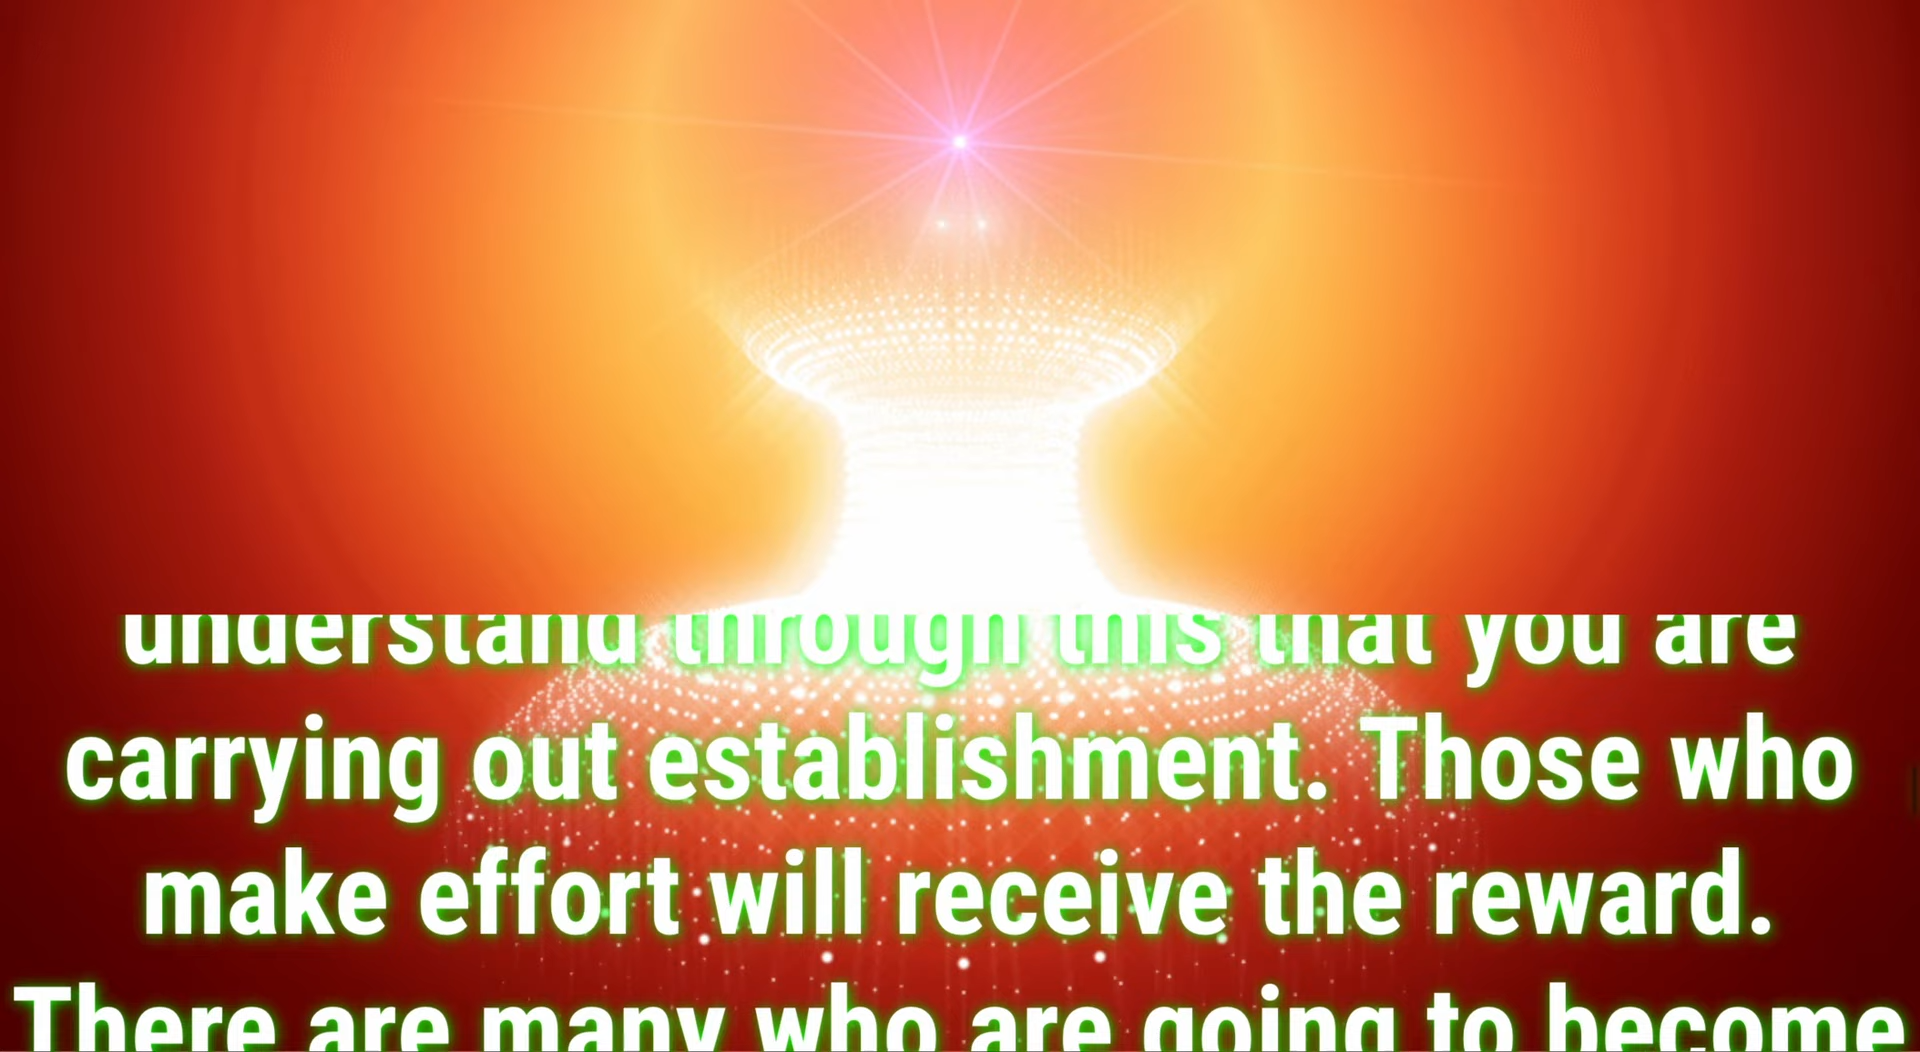 understand through this that you are
carrying out establishment. Those who
make effort will receive the reward.
There are many who are going to become